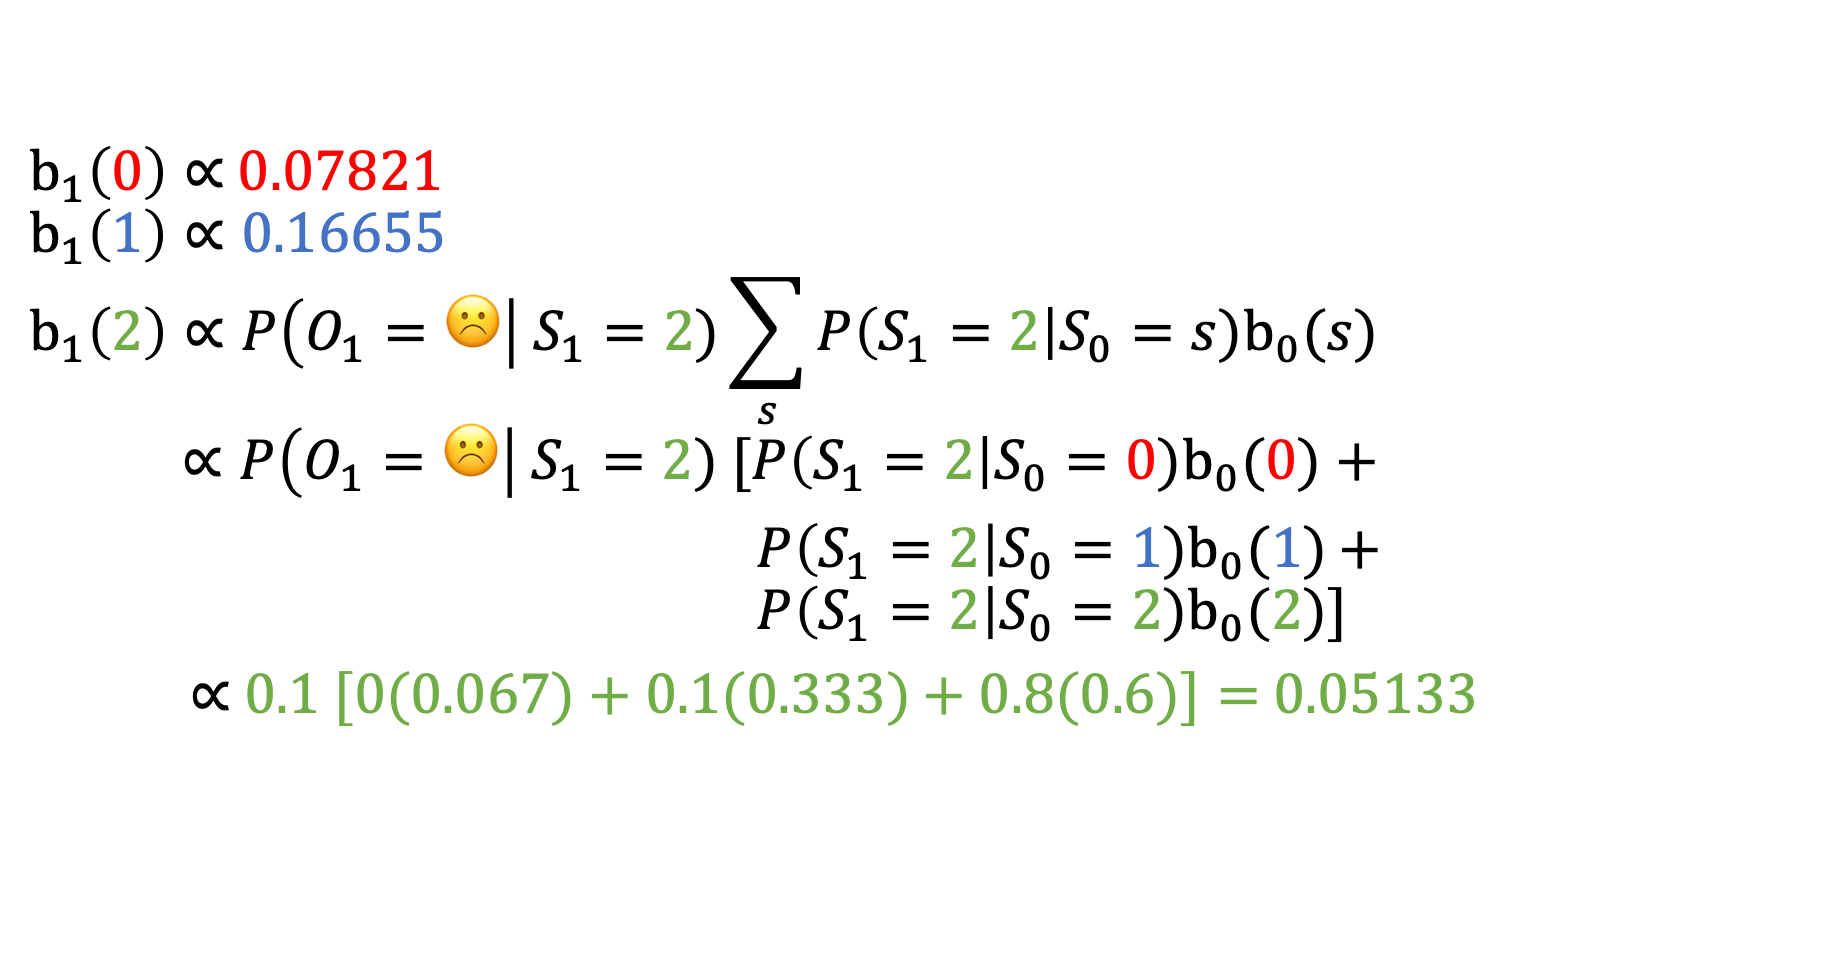 b₁(0) ∝ 0.07821
b₁(1) ∝ 0.16655
b₁(2) ∝ P(O₁ = ☹️| S₁ = 2) ∑ₛ P(S₁ = 2|S₀ = s)b₀(s)
∝ P(O₁ = ☹️| S₁ = 2) [P(S₁ = 2|S₀ = 0)b₀(0) +
P(S₁ = 2|S₀ = 1)b₀(1) +
P(S₁ = 2|S₀ = 2)b₀(2)]
∝ 0.1 [0(0.067) + 0.1(0.333) + 0.8(0.6)] = 0.05133